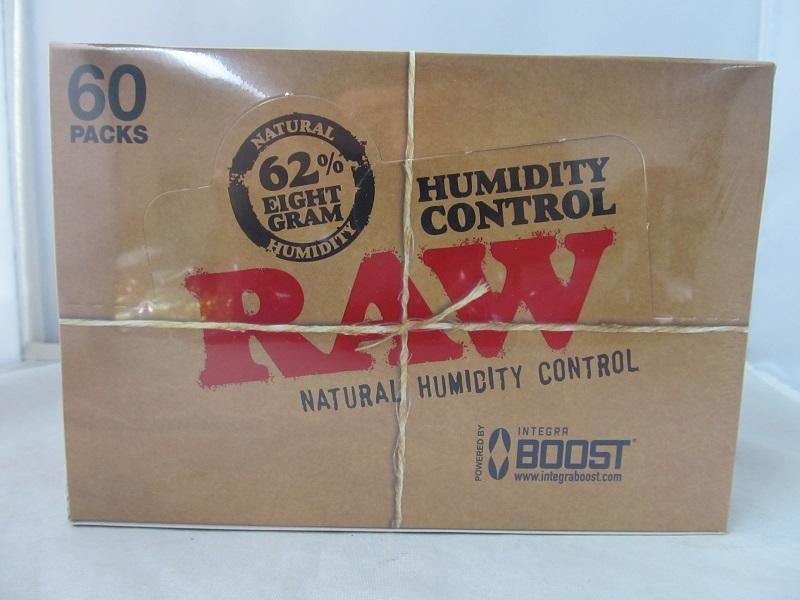 60
PACKS
NATURAL
62%
EIGHT
GRAM
HUMIDITY
HUMIDITY
CONTROL
RAW
NATURAL HUMIDITY CONTROL
POWERED BY
INTEGRA
BOOST®
www.integraboost.com